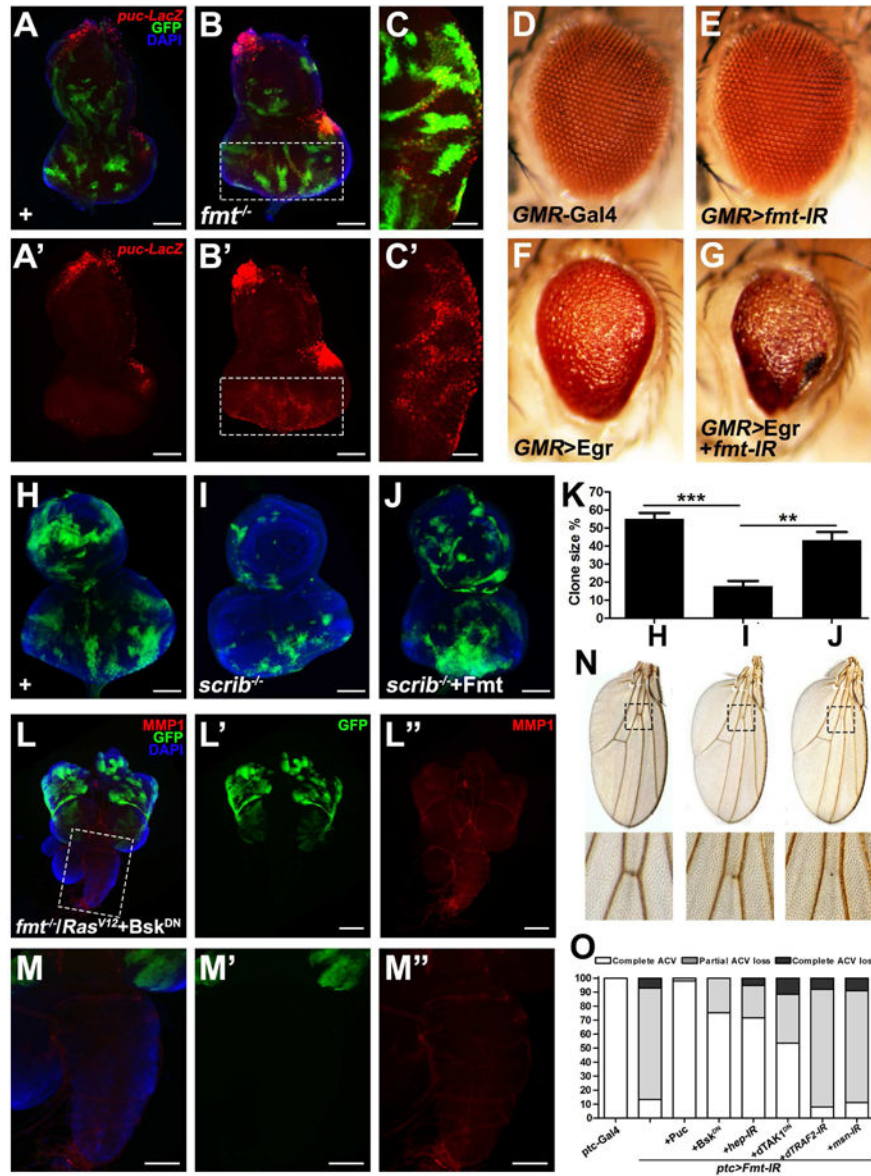 A
puc-LacZ
GFP
DAPI
+
B
fmt-/-
C
D
GMR-Gal4
E
GMR>fmt-IR
A'
puc-LacZ
B'
C'
F
GMR>Egr
G
GMR>Egr
+fmt-IR
H
+
I
scrib-/-
J
scrib-/-+Fmt
K
Clone size %
70
60
50
40
30
20
10
0
***
**
H
I
J
L
MMP1
GFP
DAPI
fmt-/-/RasV12+BskDN
L'
GFP
L"
MMP1
M
M'
M"
N
O
Complete ACV
Partial ACV loss
Complete ACV loss
100
90
80
70
60
50
40
30
20
10
0
ptc-Gal4
-
+Puc
+BskDN
+hep-IR
+dTAK1DN
+dTRAF2-IR
+msn-IR
ptc>Fmt-IR